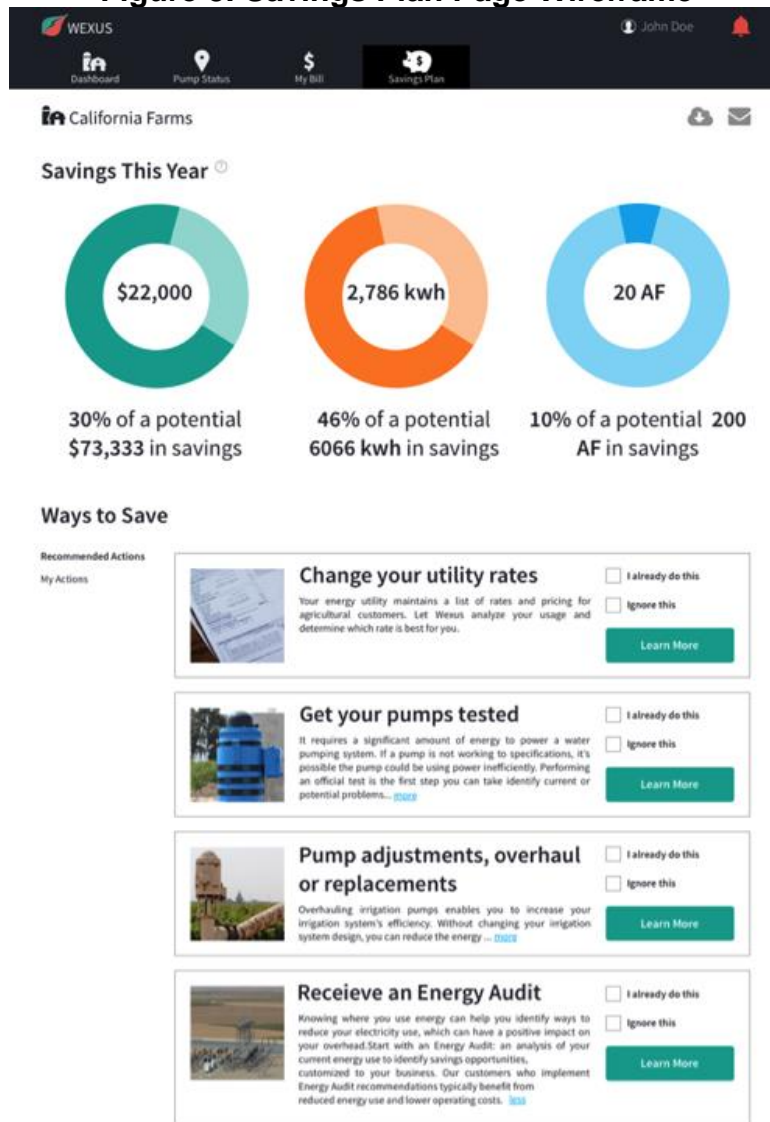 Figure 3: Savings Plan Page Wireframe
WEXUS
John Doe
Dashboard
Pump Status
My Bill
Savings Plan
California Farms
Savings This Year
$22,000
2,786 kwh
20 AF
30% of a potential
$73,333 in savings
46% of a potential
6066 kwh in savings
10% of a potential 200
AF in savings
Ways to Save
Recommended Actions
My Actions
Change your utility rates
Your energy utility maintains a list of rates and pricing for
agricultural customers. Let Wexus analyze your usage and
determine which rate is best for you.
I already do this
Ignore this
Learn More
Get your pumps tested
It requires a significant amount of energy to power a water
pumping system. If a pump is not working to specifications, it's
possible the pump could be using power inefficiently. Performing
an official test is the first step you can take identify current or
potential problems... more
I already do this
Ignore this
Learn More
Pump adjustments, overhaul
or replacements
Overhauling irrigation pumps enables you to increase your
irrigation system's efficiency. Without changing your irrigation
system design, you can reduce the energy ... more
I already do this
Ignore this
Learn More
Receieve an Energy Audit
Knowing where you use energy can help you identify ways to
reduce your electricity use, which can have a positive impact on
your overhead.Start with an Energy Audit: an analysis of your
current energy use to identify savings opportunities,
customized to your business. Our customers who implement
Energy Audit recommendations typically benefit from
reduced energy use and lower operating costs. less
I already do this
Ignore this
Learn More